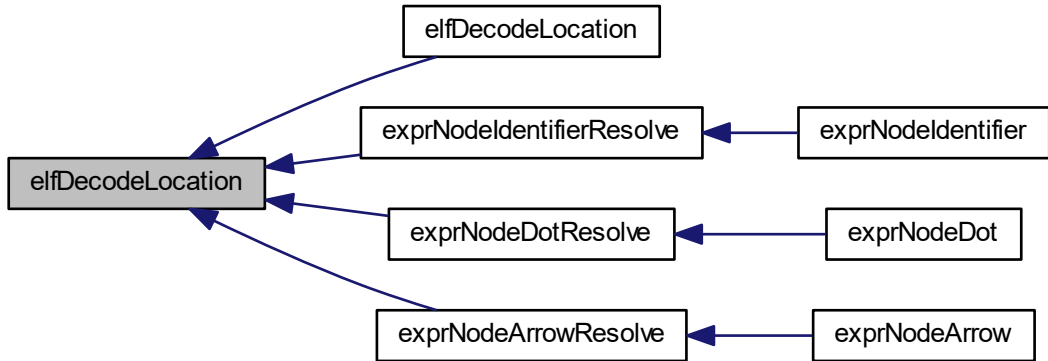 elfDecodeLocation
exprNodeIdentifierResolve
exprNodeIdentifier
elfDecodeLocation
exprNodeDotResolve
exprNodeDot
exprNodeArrowResolve
exprNodeArrow